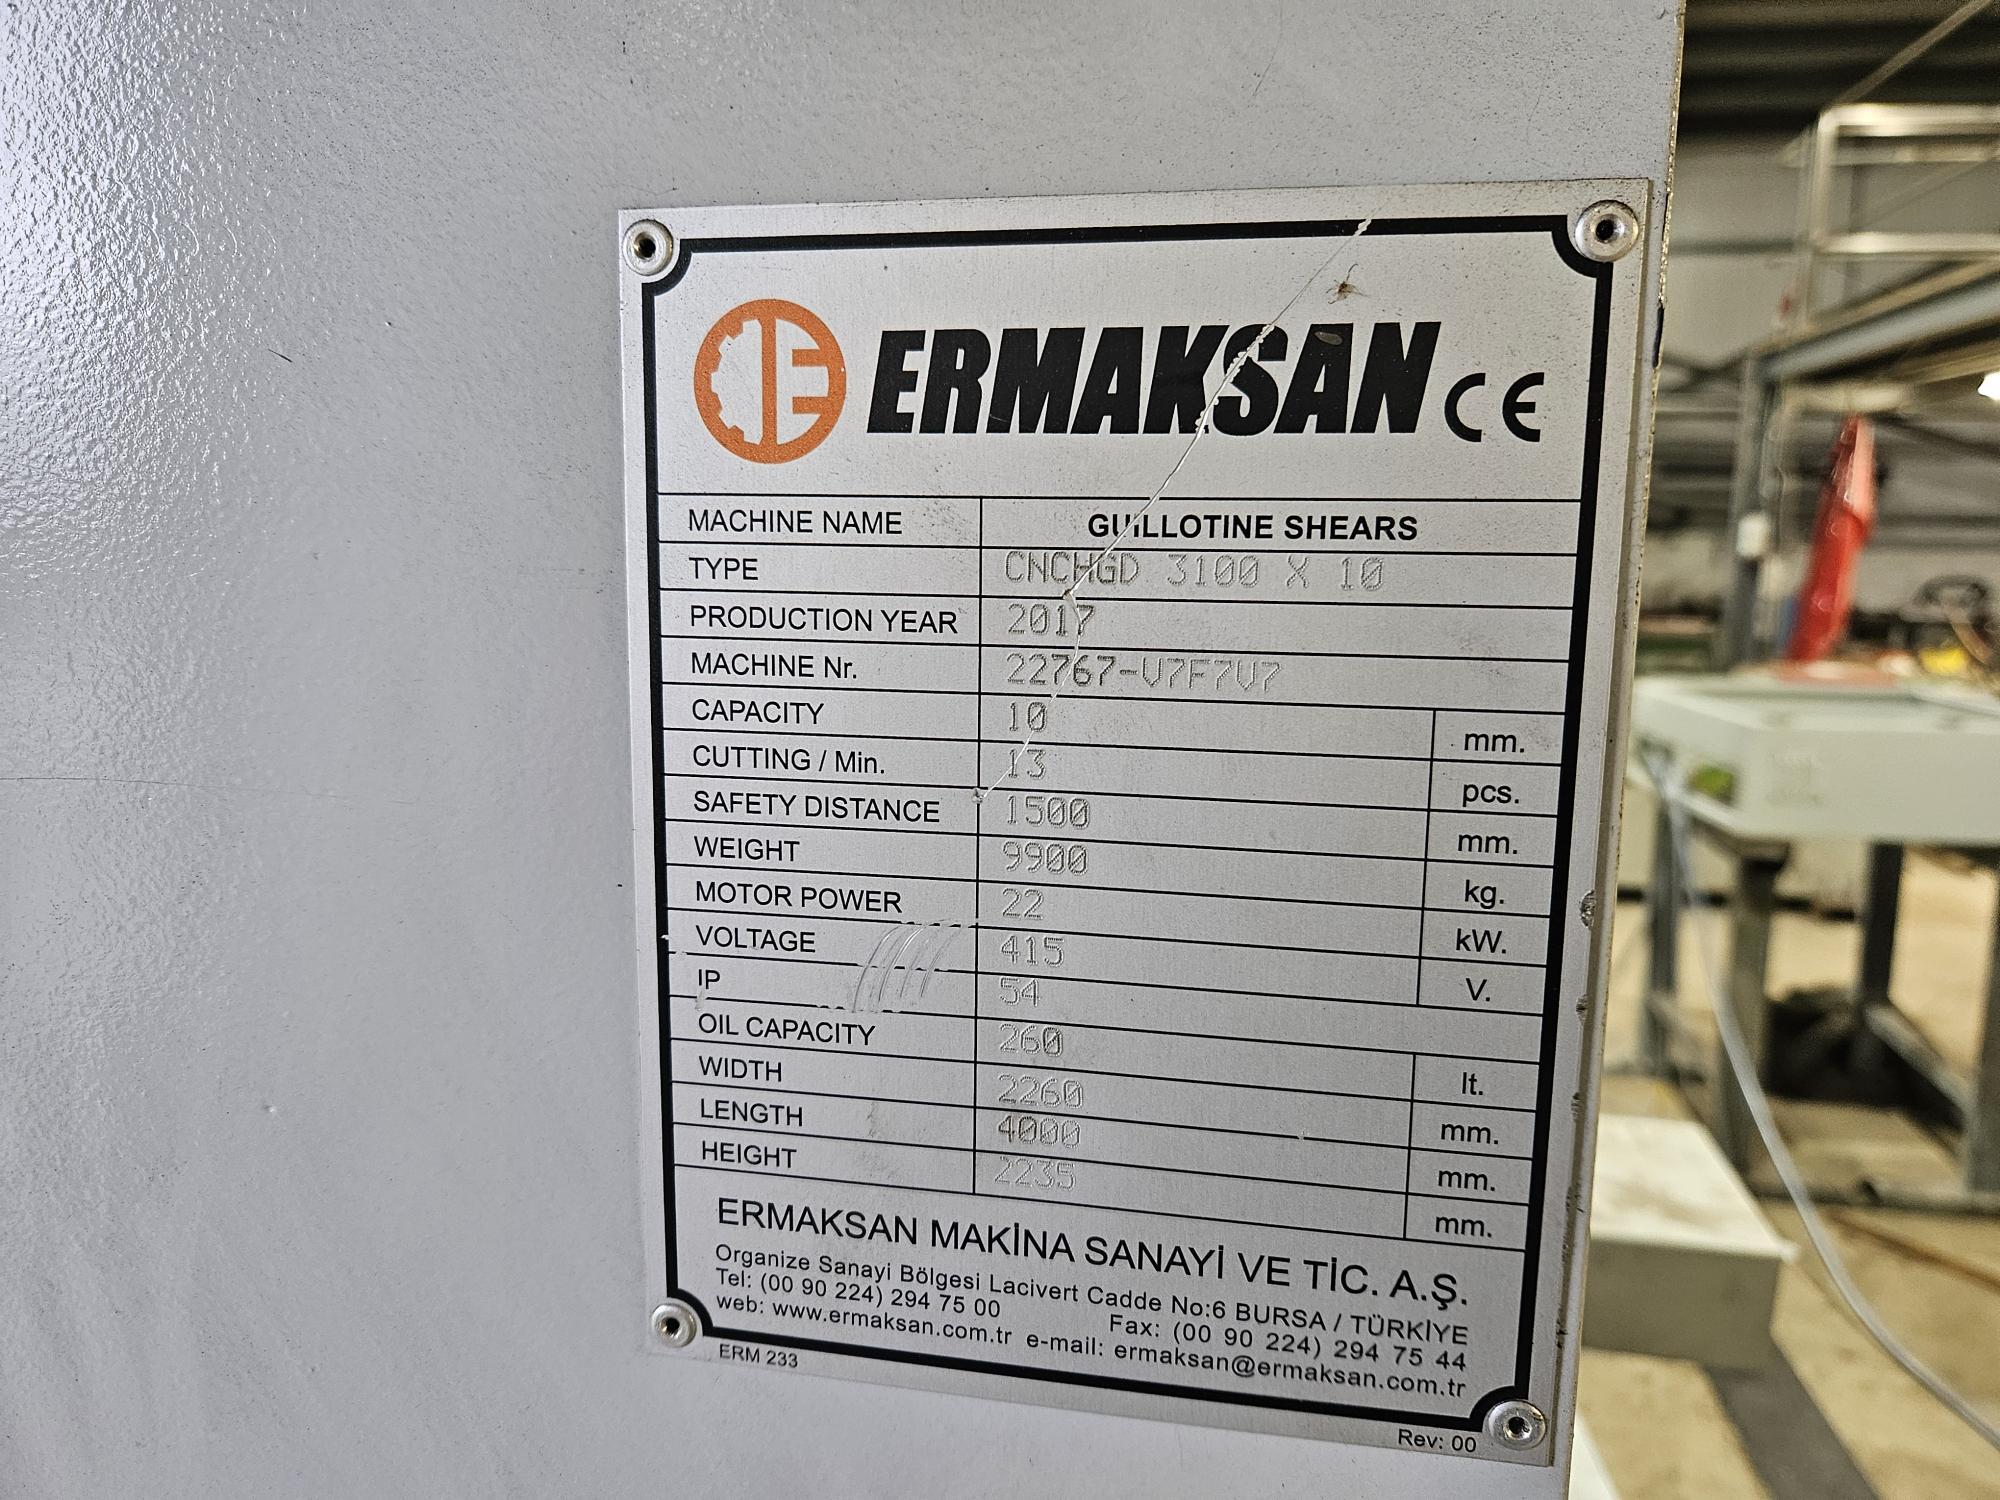 ERMAKSAN CE
MACHINE NAME GUILLOTINE SHEARS
TYPE CNCHGD 3100 X 10
PRODUCTION YEAR 2017
MACHINE Nr. 22767-V7F7V7
CAPACITY 10 mm.
CUTTING / Min. 13 pcs.
SAFETY DISTANCE 1500 mm.
WEIGHT 9900 kg.
MOTOR POWER 22 kW.
VOLTAGE 415 V.
IP 54
OIL CAPACITY 260 lt.
WIDTH 2260 mm.
LENGTH 4000 mm.
HEIGHT 2235 mm.
ERMAKSAN MAKİNA SANAYİ VE TİC. A.Ş.
Organize Sanayi Bölgesi Lacivert Cadde No:6 BURSA / TÜRKİYE
Tel: (00 90 224) 294 75 00 Fax: (00 90 224) 294 75 44
web: www.ermaksan.com.tr e-mail: ermaksan@ermaksan.com.tr
ERM 233
Rev: 00